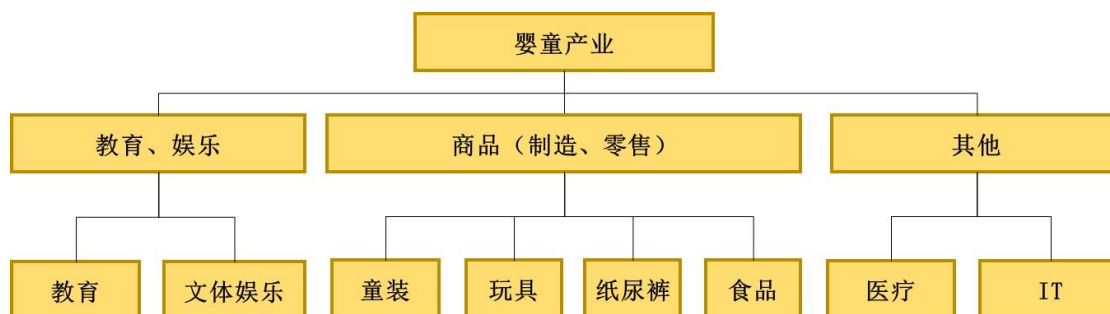 婴童产业
教育、娱乐
商品（制造、零售）
其他
教育
文体娱乐
童装
玩具
纸尿裤
食品
医疗
IT